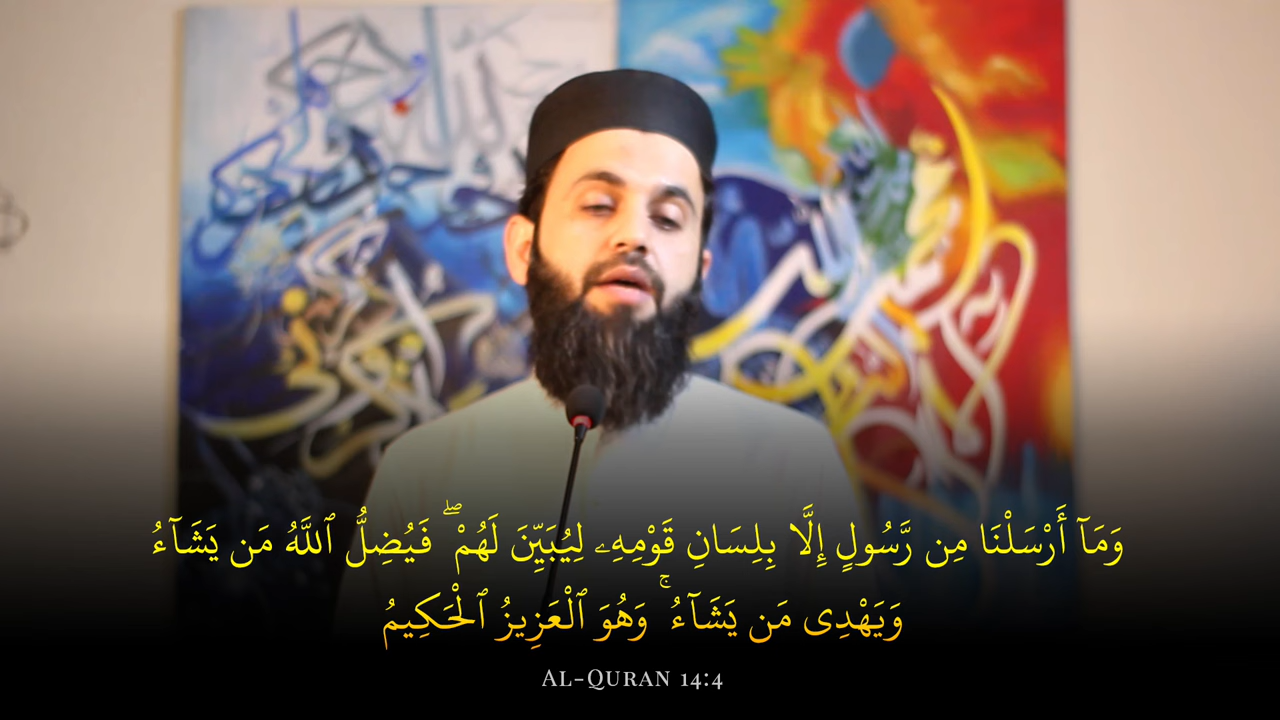 وَمَآ أَرْسَلْنَا مِن رَّسُولٍ إِلَّا بِلِسَانِ قَوْمِهِۦ لِيُبَيِّنَ لَهُمْ ۖ فَيُضِلُّ ٱللَّهُ مَن يَشَآءُ
وَيَهْدِى مَن يَشَآءُ ۚ وَهُوَ ٱلْعَزِيزُ ٱلْحَكِيمُ
AL-QURAN 14:4